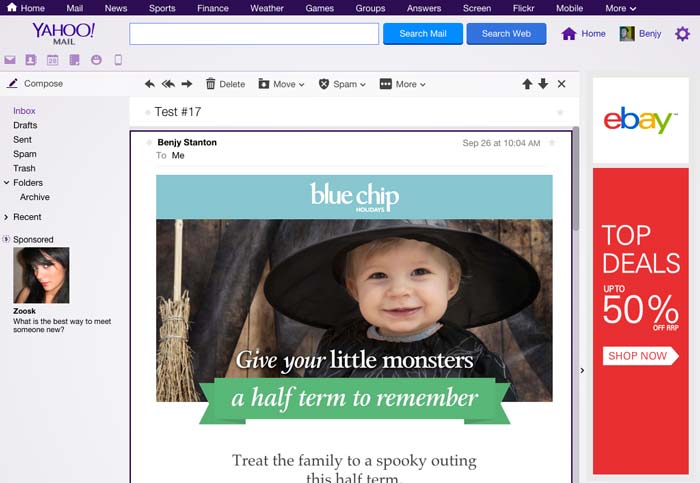 Home Mail News Sports Finance Weather Games Groups Answers Screen Flickr Mobile More
YAHOO!
MAIL
Search Mail
Search Web
Home
Benjy
Compose
Delete
Move
Spam
More
Test #17
Inbox
Drafts
Sent
Spam
Trash
Folders
Archive
Recent
Sponsored
Zoosk
What is the best way to meet
someone new?
Benjy Stanton
Sep 26 at 10:04 AM
To Me
blue chip
HOLIDAYS
Give your little monsters
a half term to remember
Treat the family to a spooky outing
this half term.
ebay™
TOP
DEALS
UP TO
50%
OFF RRP
SHOP NOW